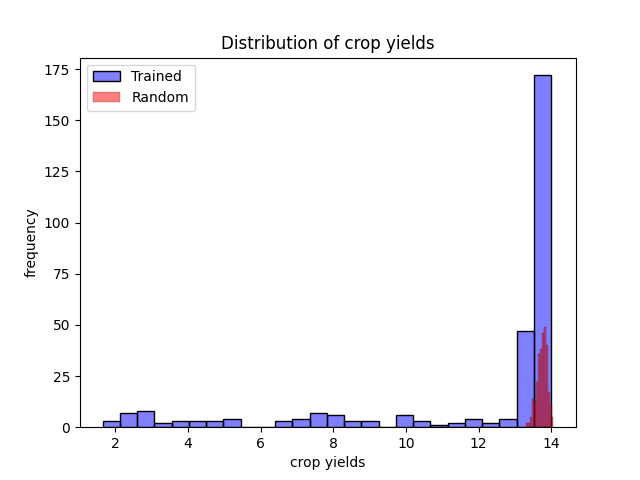 Distribution of crop yields
Trained
Random
175
150
125
100
75
50
25
0
frequency
2 4 6 8 10 12 14
crop yields